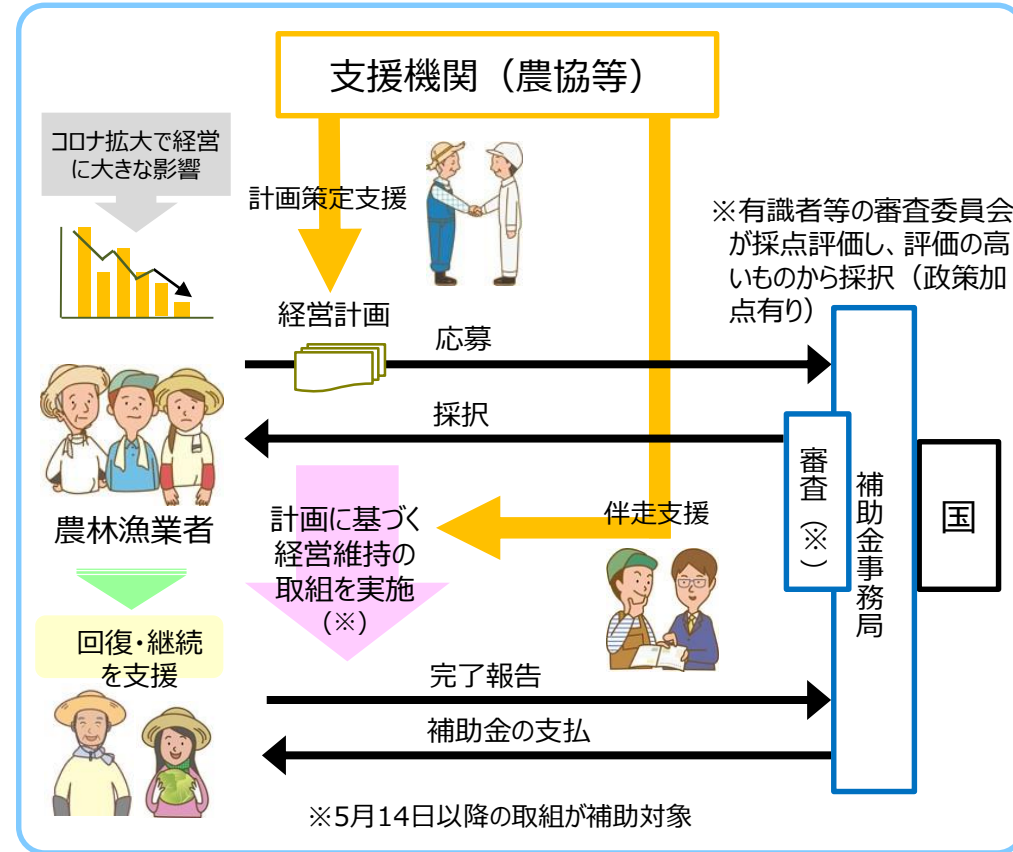 支援機関（農協等）
コロナ拡大で経営
に大きな影響
計画策定支援
※有識者等の審査委員会
が採点評価し、評価の高
いものから採択（政策加
点有り）
経営計画
応募
採択
農林漁業者
計画に基づく
経営維持の
取組を実施
（※）
伴走支援
審査（※）
補助金事務局
国
回復・継続
を支援
完了報告
補助金の支払
※5月14日以降の取組が補助対象